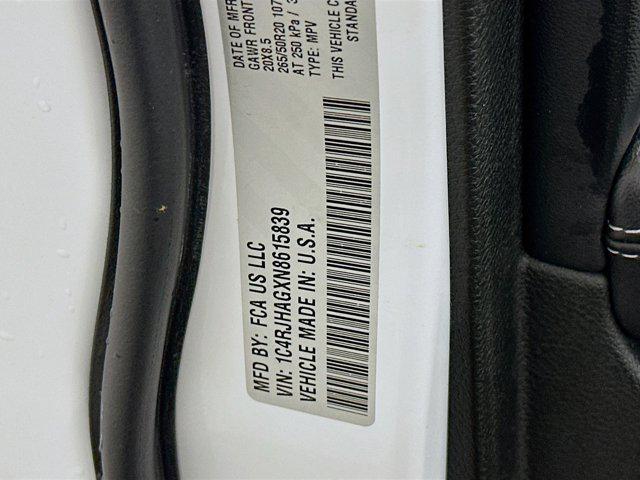 MFD BY: FCA US LLC
VIN: 1C4RJHAGXN8615839
VEHICLE MADE IN: U.S.A.
DATE OF MFR
GAWR FRONT
20X8.5
265/50R20 107
AT 250 kPa /
TYPE: MPV
THIS VEHICLE
STANDA